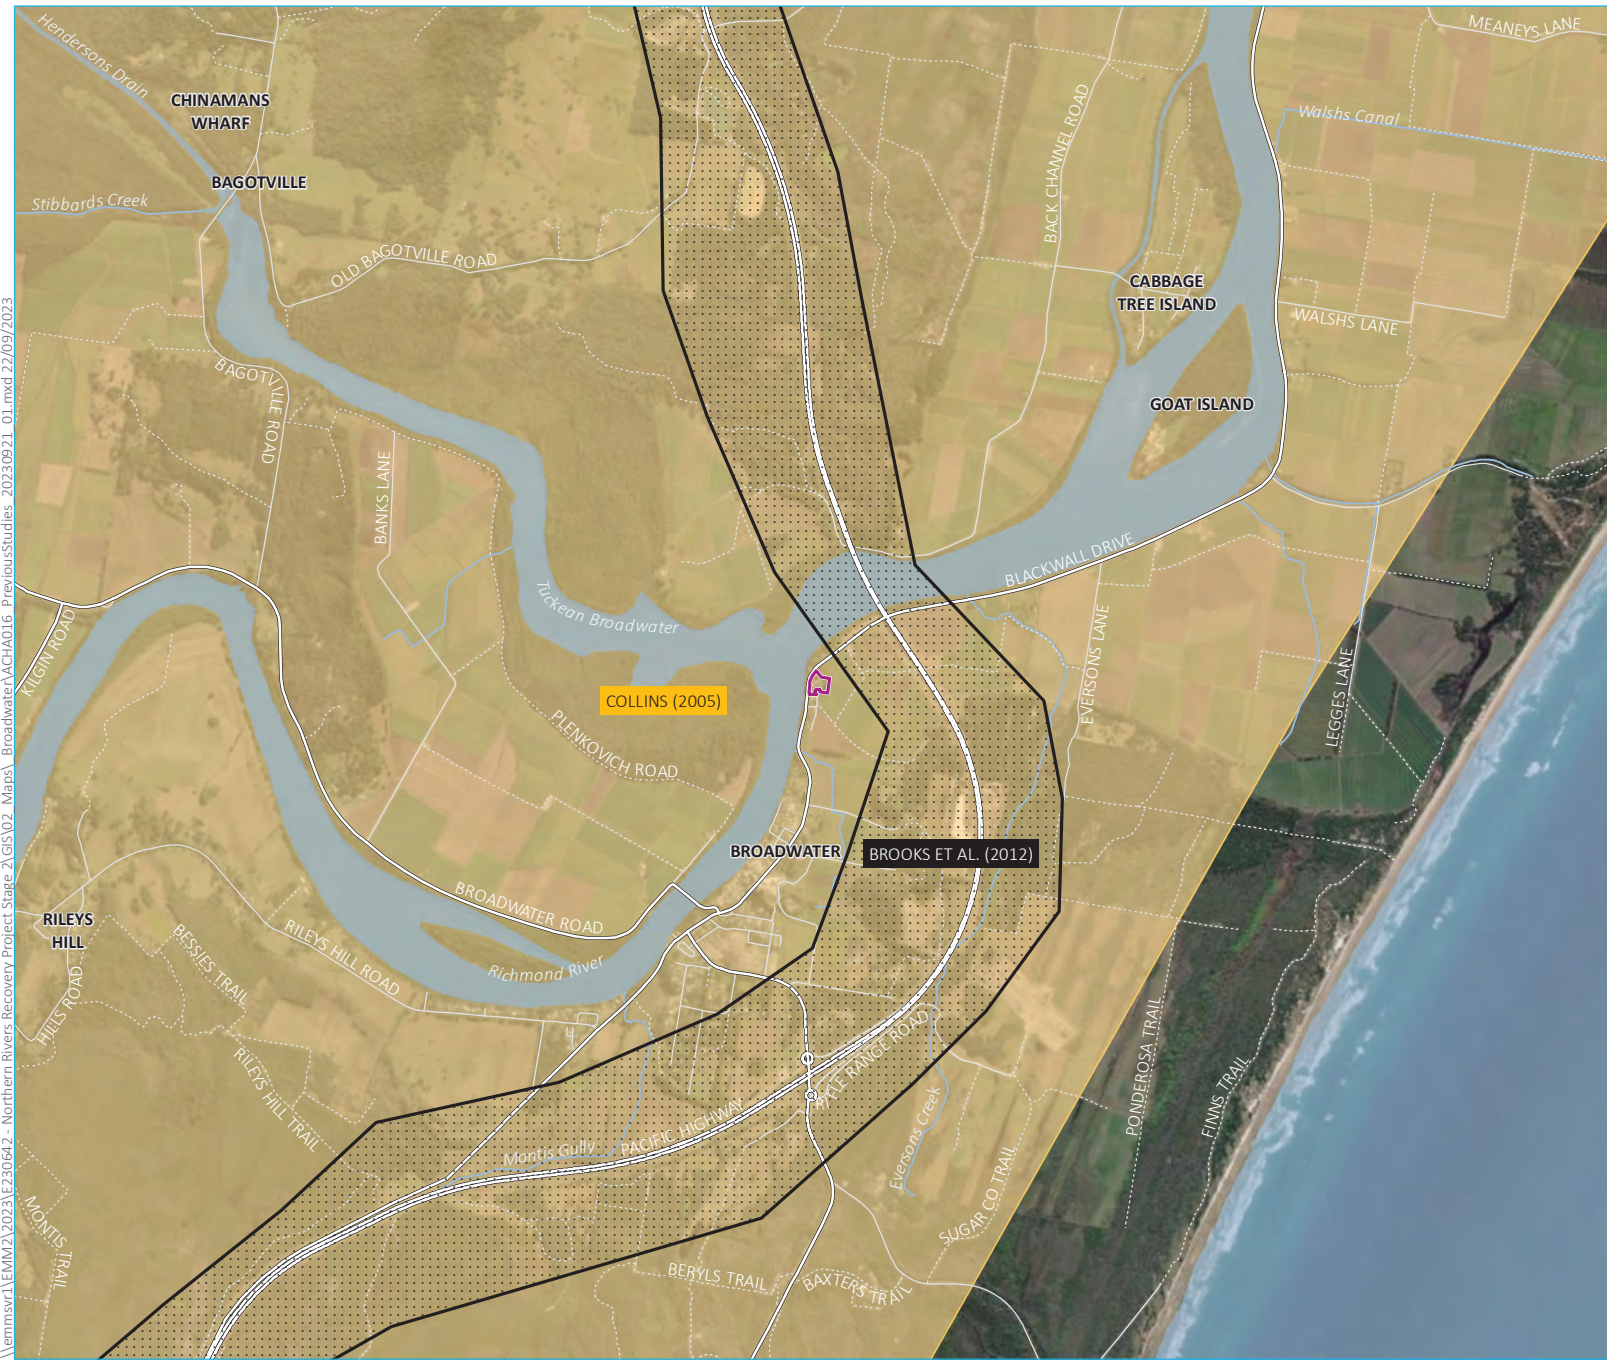 MEANEYS LANE
Hendersons Drain
CHINAMANS
WHARF
Walshs Canal
BACK CHANNEL ROAD
BAGOTVILLE
Stibbards Creek
OLD BAGOTVILLE ROAD
CABBAGE
TREE ISLAND
WALSHS LANE
BAGOTVILLE ROAD
GOAT ISLAND
BANKS LANE
BLACKWALL DRIVE
Tuckean Broadwater
KILGIN ROAD
EVERSONS LANE
LEGGES LANE
COLLINS (2005)
PLENKOVICH ROAD
BROADWATER
BROOKS ET AL. (2012)
BROADWATER ROAD
RILEYS
HILL
BESSIES TRAIL
RILEYS HILL ROAD
Richmond River
HILLS ROAD
RIFLE RANGE ROAD
PONDEROSA TRAIL
FINNS TRAIL
RILEYS HILL TRAIL
PACIFIC HIGHWAY
Montis Gully
Eversons Creek
SUGAR CO TRAIL
MONTIS TRAIL
BERYLS TRAIL
BAXTERS TRAIL
\\emmsvr1\EMM2\2023\E230642 - Northern Rivers Recovery Project Stage 2\GIS\02_Maps\_Broadwater\ACHA016_PreviousStudies_20230921_01.mxd 22/09/2023